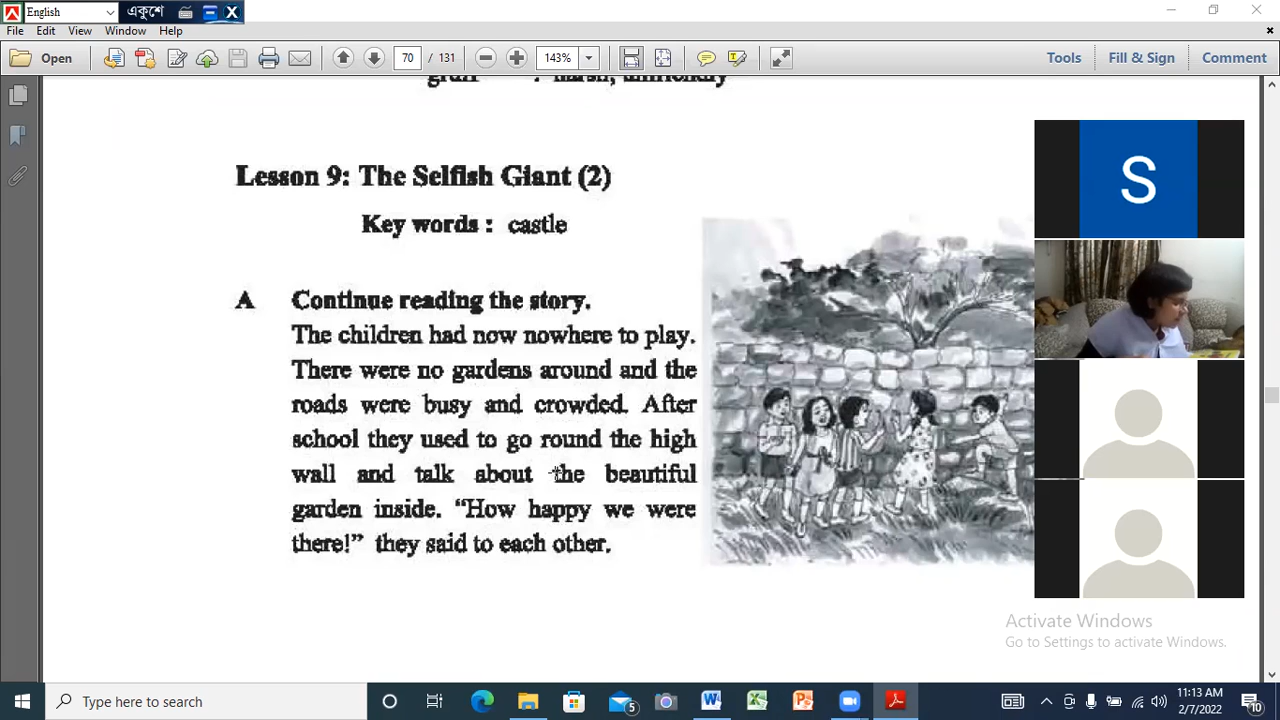 English
একুশে
File Edit View Window Help
Open
70 / 131
143%
Tools
Fill & Sign
Comment
Lesson 9: The Selfish Giant (2)
Key words : castle
A Continue reading the story.
The children had now nowhere to play.
There were no gardens around and the
roads were busy and crowded. After
school they used to go round the high
wall and talk about the beautiful
garden inside. “How happy we were
there!” they said to each other.
S
Activate Windows
Go to Settings to activate Windows.
Type here to search
5
11:13 AM
2/7/2022
10